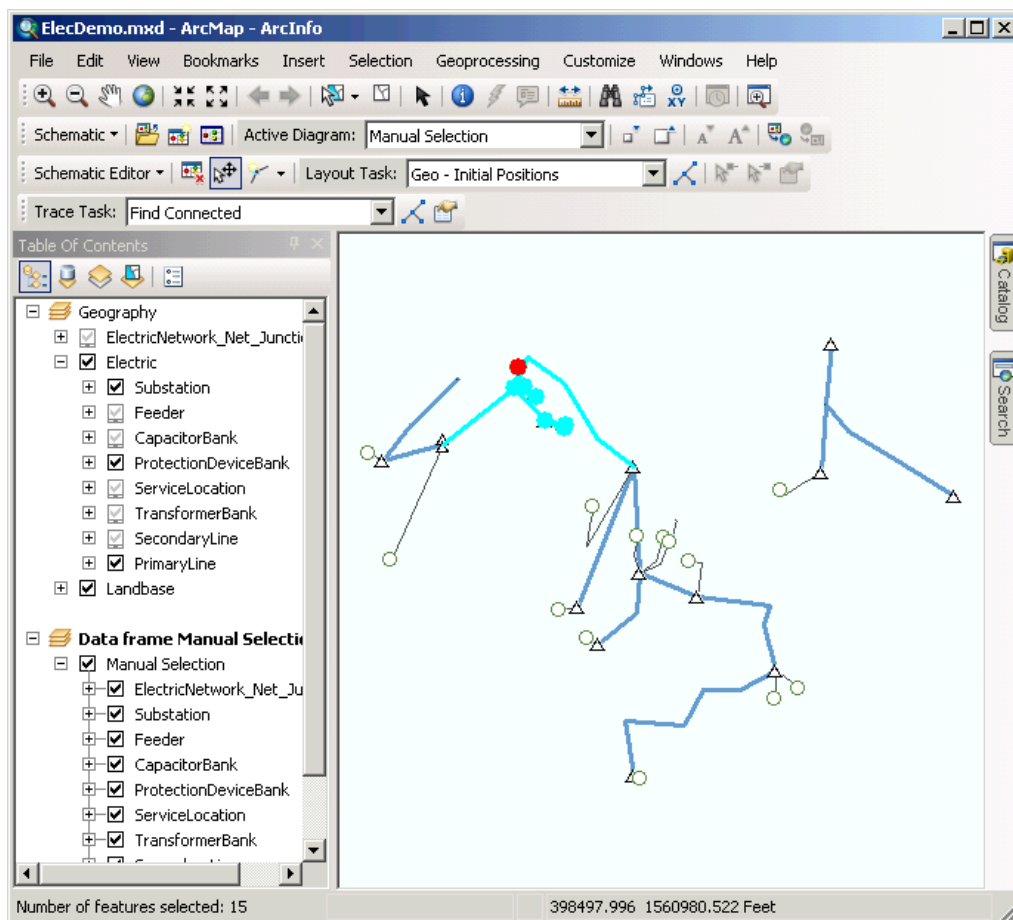 ElecDemo.mxd - ArcMap - ArcInfo
File Edit View Bookmarks Insert Selection Geoprocessing Customize Windows Help
XY
Schematic Active Diagram: Manual Selection A A
Schematic Editor Layout Task: Geo - Initial Positions
Trace Task: Find Connected
Table Of Contents
Geography
ElectricNetwork_Net_Juncti
Electric
Substation
Feeder
CapacitorBank
ProtectionDeviceBank
ServiceLocation
TransformerBank
SecondaryLine
PrimaryLine
Landbase
Data frame Manual Selectio
Manual Selection
ElectricNetwork_Net_Ju
Substation
Feeder
CapacitorBank
ProtectionDeviceBank
ServiceLocation
TransformerBank
Catalog
Search
Number of features selected: 15
398497.996 1560980.522 Feet